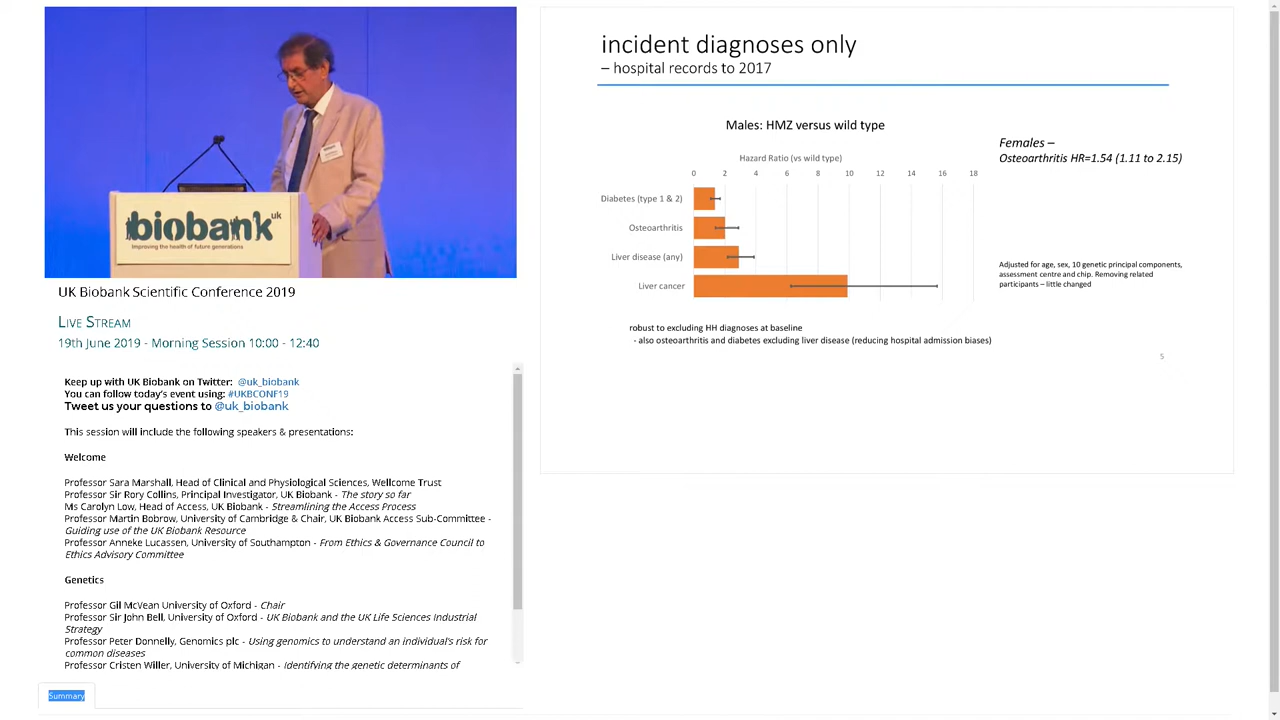 biobank uk
Improving the health of future generations
UK Biobank Scientific Conference 2019
Live Stream
19th June 2019 - Morning Session 10:00 - 12:40
Keep up with UK Biobank on Twitter: @uk_biobank
You can follow today's event using: #UKBCONF19
Tweet us your questions to @uk_biobank
This session will include the following speakers & presentations:
Welcome
Professor Sara Marshall, Head of Clinical and Physiological Sciences, Welcome Trust
Professor Sir Rory Collins, Principal Investigator, UK Biobank - The story so far
Ms Carolyn Low, Head of Access, UK Biobank - Streamlining the Access Process
Professor Martin Bobrow, University of Cambridge & Chair, UK Biobank Access Sub-Committee -
Guiding use of the UK Biobank Resource
Professor Anneke Lucassen, University of Southampton - From Ethics & Governance Council to
Ethics Advisory Committee
Genetics
Professor Gil McVean University of Oxford - Chair
Professor Sir John Bell, University of Oxford - UK Biobank and the UK Life Sciences Industrial
Strategy
Professor Peter Donnelly, Genomics plc - Using genomics to understand an individual's risk for
common diseases
Professor Cristen Willer, University of Michigan - Identifying the genetic determinants of
Summary
incident diagnoses only
– hospital records to 2017
Males: HMZ versus wild type
Hazard Ratio (vs wild type)
0 2 4 6 8 10 12 14 16 18
Diabetes (type 1 & 2)
Osteoarthritis
Liver disease (any)
Liver cancer
Females –
Osteoarthritis HR=1.54 (1.11 to 2.15)
Adjusted for age, sex, 10 genetic principal components,
assessment centre and chip. Removing related
participants – little changed
robust to excluding HH diagnoses at baseline
- also osteoarthritis and diabetes excluding liver disease (reducing hospital admission biases)
5